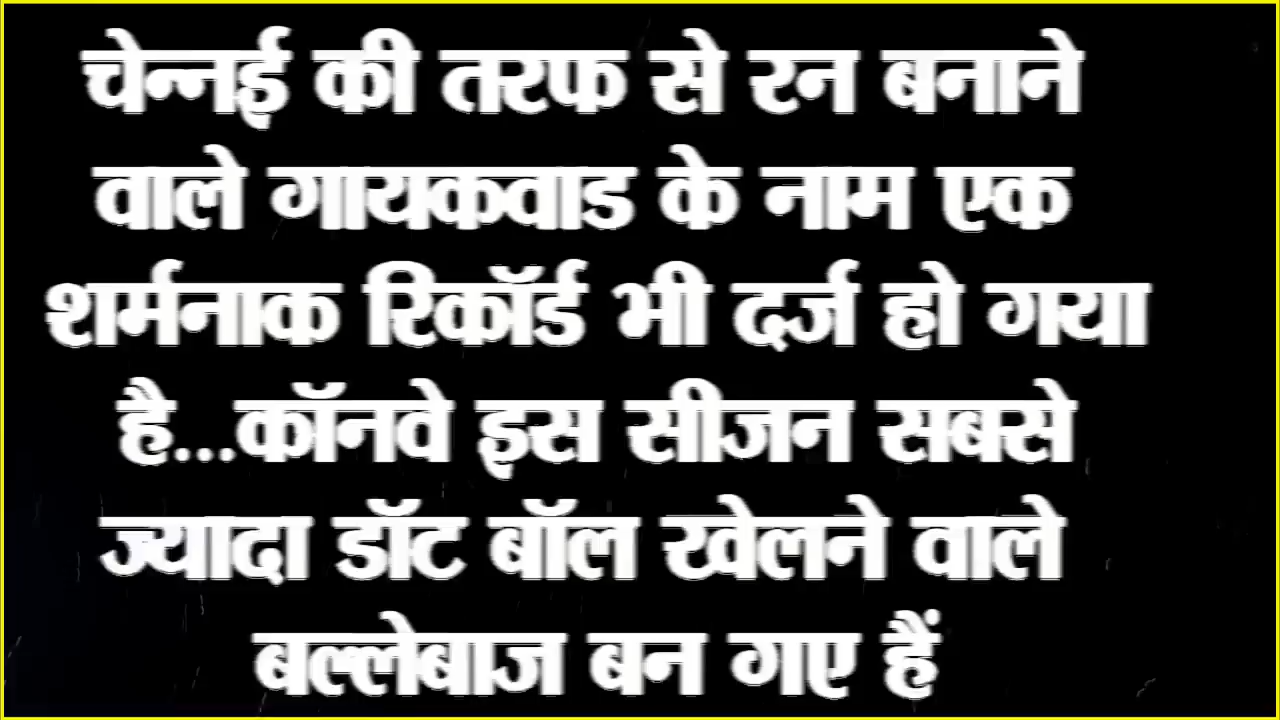 चेन्नई की तरफ से रन बनाने
वाले गायकवाड के नाम एक
शर्मनाक रिकॉर्ड भी दर्ज हो गया
है...कॉनवे इस सीजन सबसे
ज्यादा डॉट बॉल खेलने वाले
बल्लेबाज बन गए हैं